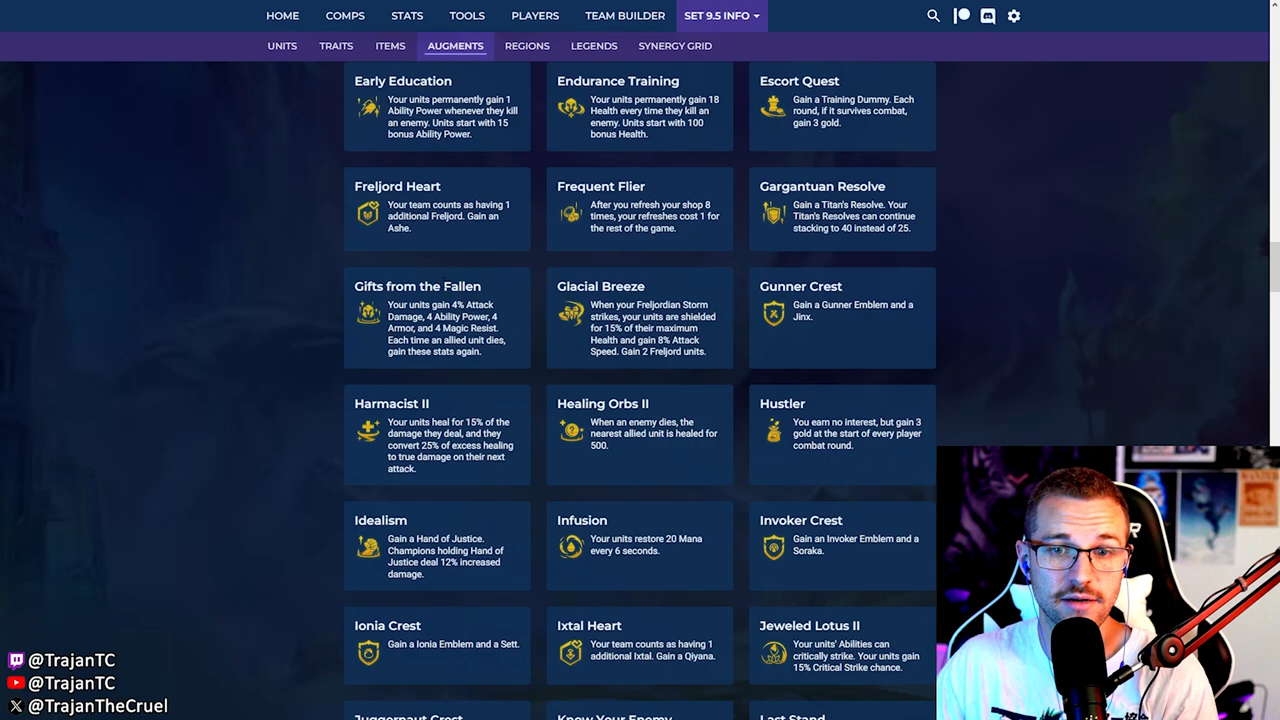 HOME COMPS STATS TOOLS PLAYERS TEAM BUILDER SET 9.5 INFO
UNITS TRAITS ITEMS AUGMENTS REGIONS LEGENDS SYNERGY GRID
Early Education
Your units permanently gain 1
Ability Power whenever they kill
an enemy. Units start with 15
bonus Ability Power.
Endurance Training
Your units permanently gain 18
Health every time they kill an
enemy. Units start with 100
bonus Health.
Escort Quest
Gain a Training Dummy. Each
round, if it survives combat,
gain 3 gold.
Freljord Heart
Your team counts as having 1
additional Freljord. Gain an
Ashe.
Frequent Flier
After you refresh your shop 8
times, your refreshes cost 1 for
the rest of the game.
Gargantuan Resolve
Gain a Titan's Resolve. Your
Titan's Resolves can continue
stacking to 40 instead of 25.
Gifts from the Fallen
Your units gain 4% Attack
Damage, 4 Ability Power, 4
Armor, and 4 Magic Resist.
Each time an allied unit dies,
gain these stats again.
Glacial Breeze
When your Freljordian Storm
strikes, your units are shielded
for 15% of their maximum
Health and gain 8% Attack
Speed. Gain 2 Freljord units.
Gunner Crest
Gain a Gunner Emblem and a
Jinx.
Harmacist II
Your units heal for 15% of the
damage they deal, and they
convert 25% of excess healing
to true damage on their next
attack.
Healing Orbs II
When an enemy dies, the
nearest allied unit is healed for
500.
Hustler
You earn no interest, but gain 3
gold at the start of every player
combat round.
Idealism
Gain a Hand of Justice.
Champions holding Hand of
Justice deal 12% increased
damage.
Infusion
Your units restore 20 Mana
every 6 seconds.
Invoker Crest
Gain an Invoker Emblem and a
Soraka.
Ionia Crest
Gain a Ionia Emblem and a Sett.
Ixtal Heart
Your team counts as having 1
additional Ixtal. Gain a Qiyana.
Jeweled Lotus II
Your units' Abilities can
critically strike. Your units gain
15% Critical Strike chance.
Juggernaut Crest
Know Your Enemy
Last Stand
@TrajanTC
@TrajanTC
@TrajanTheCruel